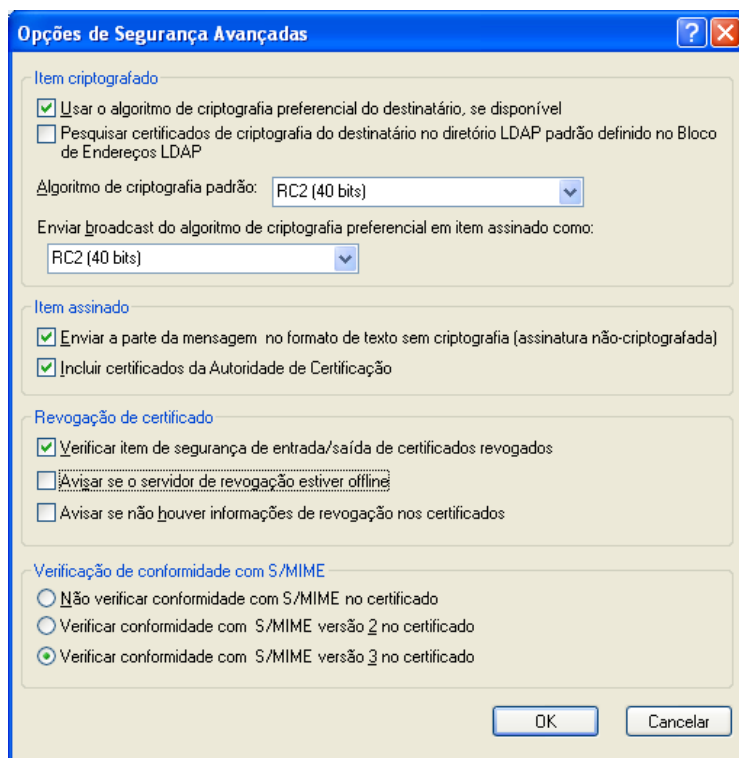 Opções de Segurança Avançadas
Item criptografado
Usar o algoritmo de criptografia preferencial do destinatário, se disponível
Pesquisar certificados de criptografia do destinatário no diretório LDAP padrão definido no Bloco
de Endereços LDAP
Algoritmo de criptografia padrão: RC2 (40 bits)
Enviar broadcast do algoritmo de criptografia preferencial em item assinado como:
RC2 (40 bits)
Item assinado
Enviar a parte da mensagem no formato de texto sem criptografia (assinatura não-criptografada)
Incluir certificados da Autoridade de Certificação
Revogação de certificado
Verificar item de segurança de entrada/saída de certificados revogados
Avisar se o servidor de revogação estiver offline
Avisar se não houver informações de revogação nos certificados
Verificação de conformidade com S/MIME
Não verificar conformidade com S/MIME no certificado
Verificar conformidade com S/MIME versão 2 no certificado
Verificar conformidade com S/MIME versão 3 no certificado
OK Cancelar